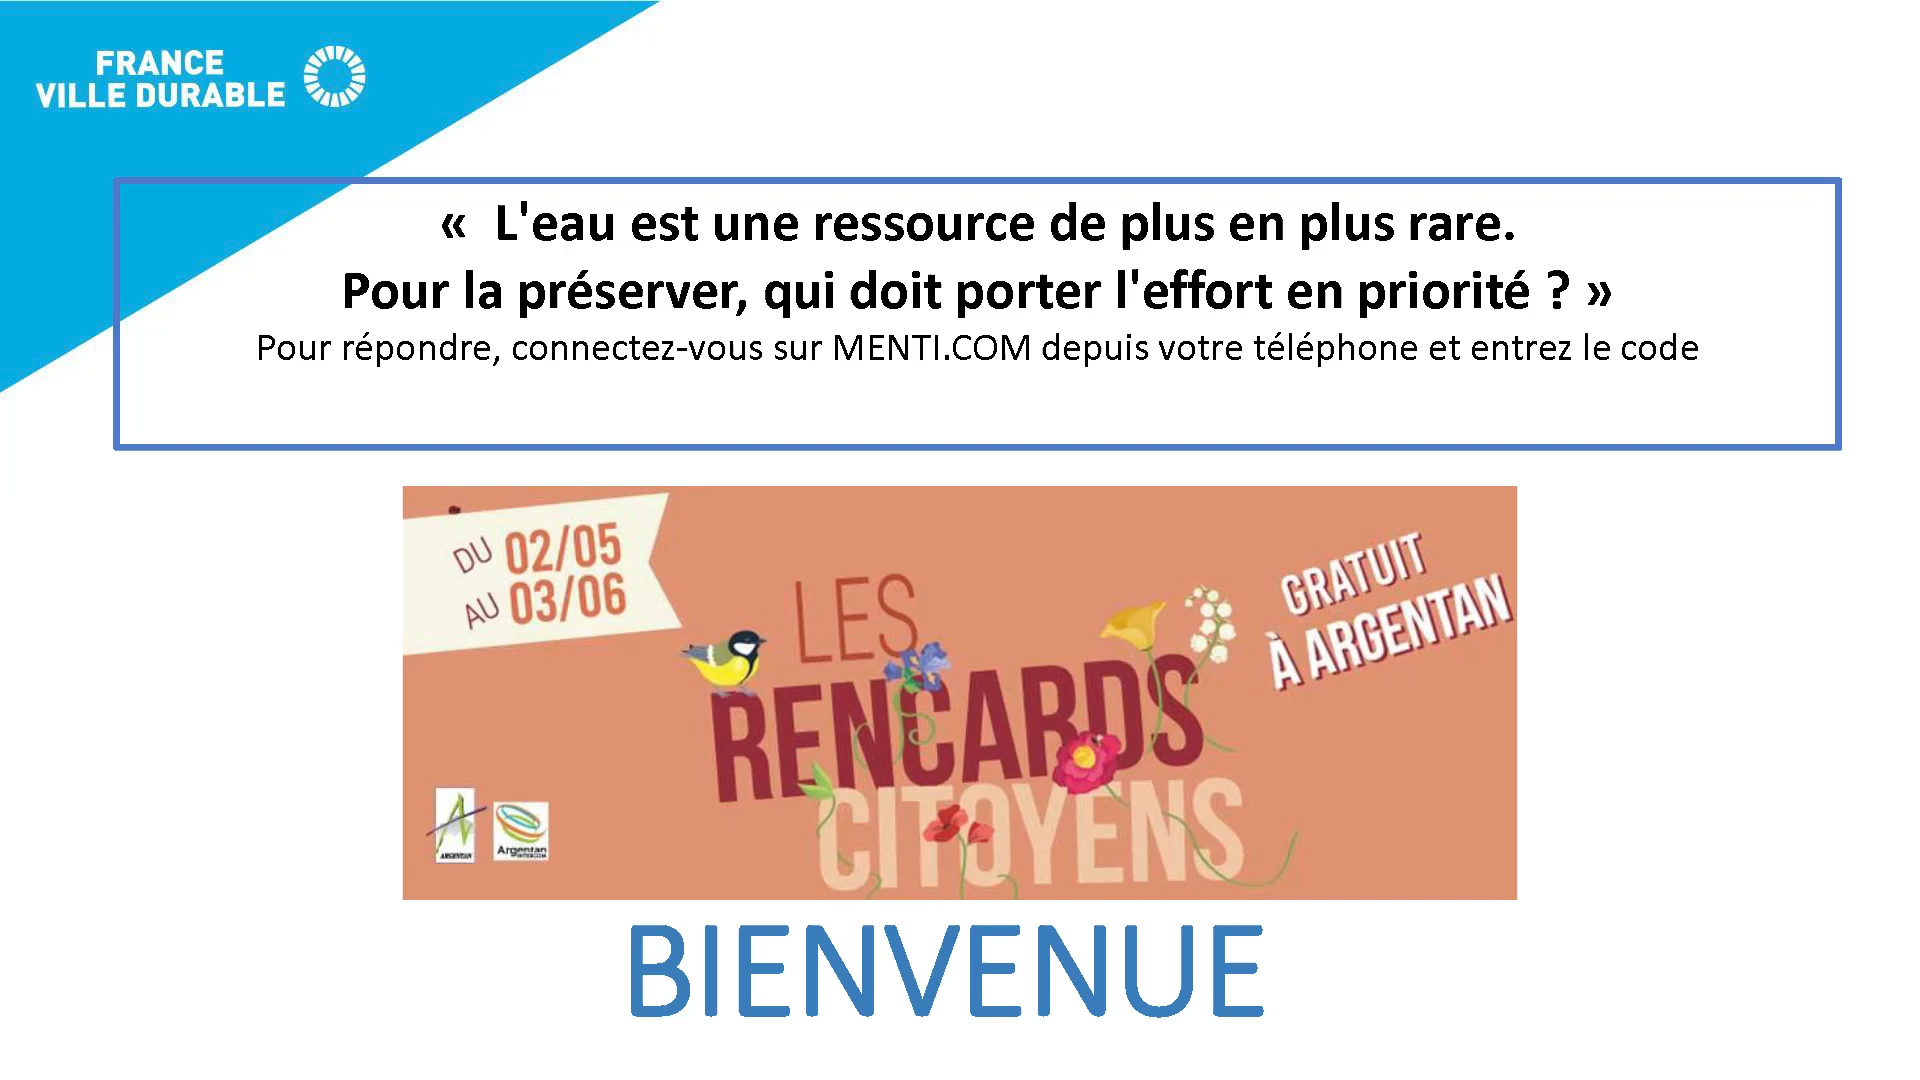 FRANCE
VILLE DURABLE
«  L'eau est une ressource de plus en plus rare.
Pour la préserver, qui doit porter l'effort en priorité ? »
Pour répondre, connectez-vous sur MENTI.COM depuis votre téléphone et entrez le code
DU 02/05
AU 03/06
GRATUIT
À ARGENTAN
LES
RENCARDS
CITOYENS
ARGENTAN
Argentan
INTERCOM
BIENVENUE